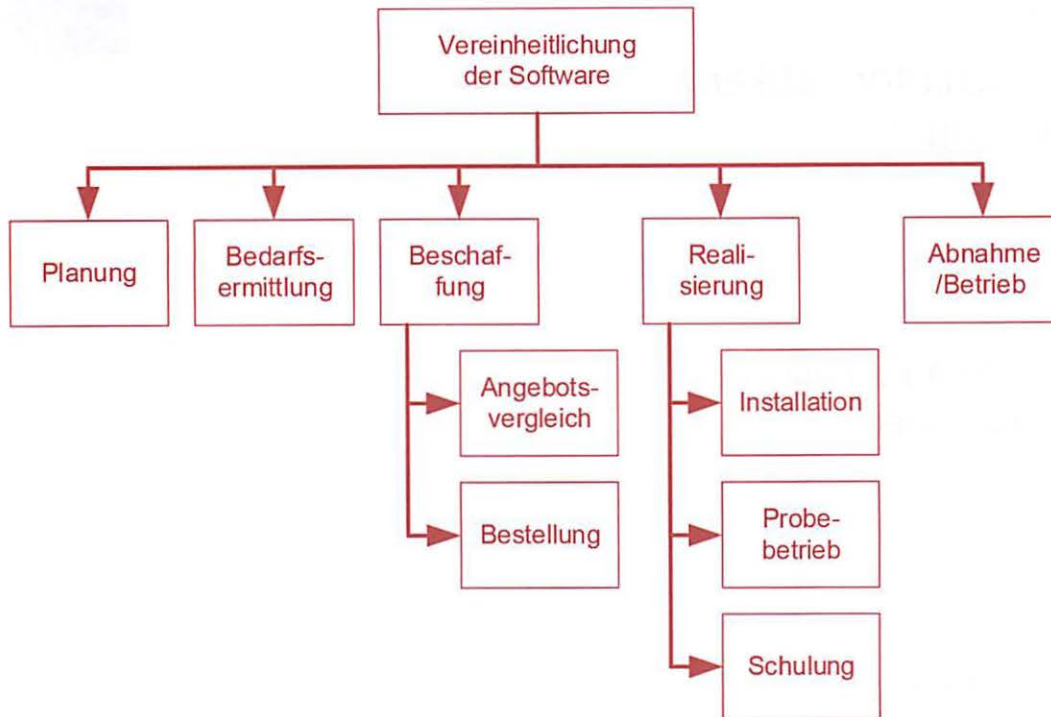 Vereinheitlichung
der Software
Planung
Bedarfs-
ermittlung
Beschaf-
fung
Reali-
sierung
Abnahme
/Betrieb
Angebots-
vergleich
Bestellung
Installation
Probe-
betrieb
Schulung